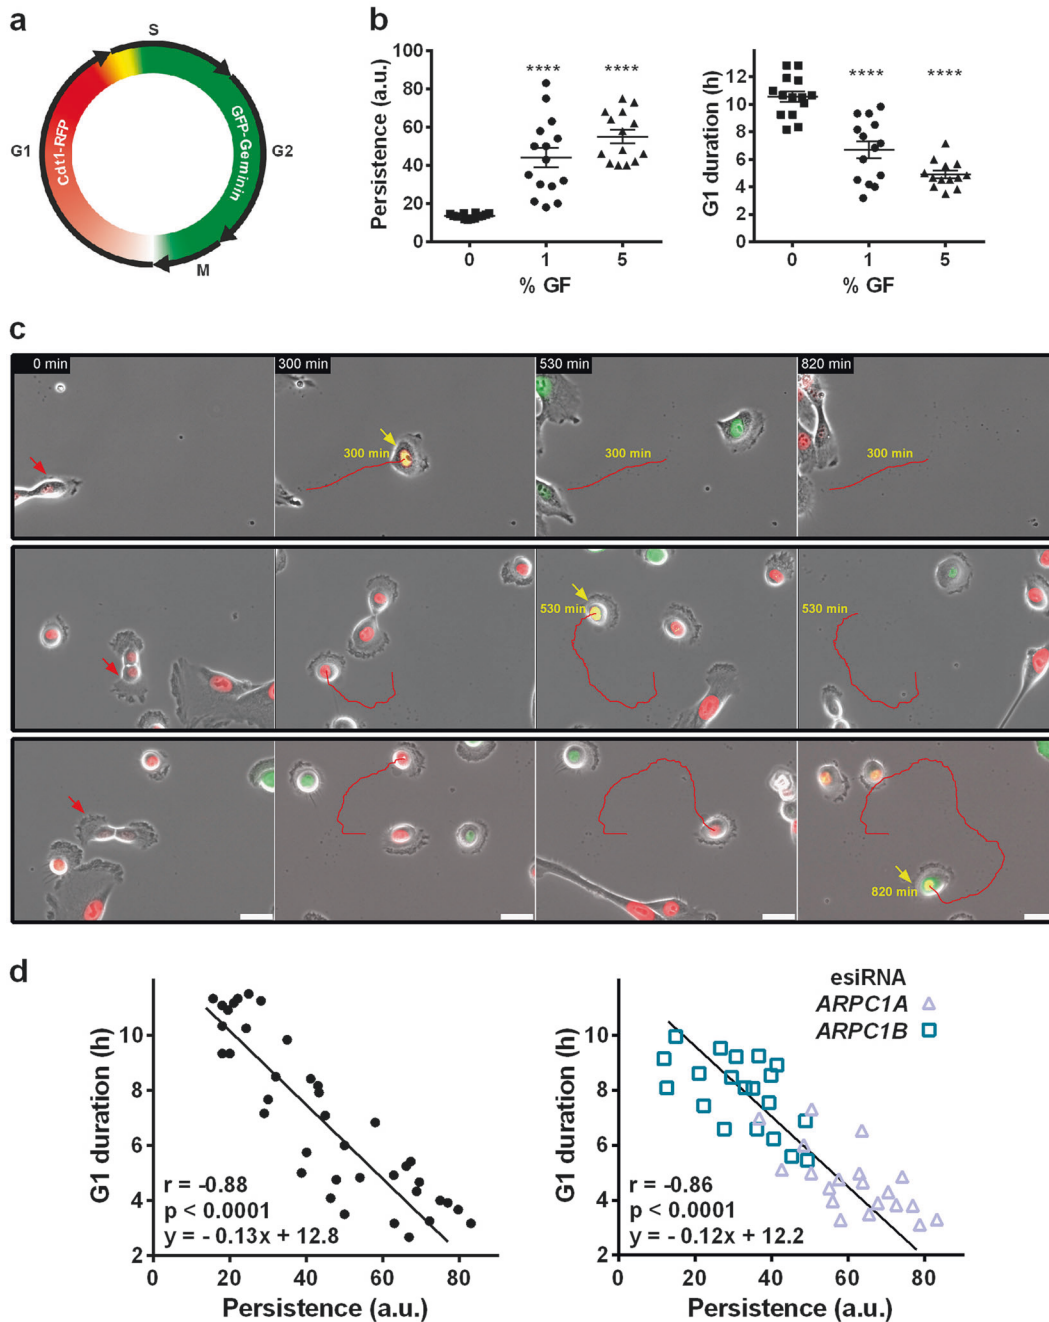 a
S
G1
Cdt1-RFP
GFP-Geminin
G2
M
b
Persistence (a.u.)
100
80
60
40
20
0
****
****
0
1
5
% GF
G1 duration (h)
12
10
8
6
4
2
0
****
****
0
1
5
% GF
c
0 min
300 min
530 min
820 min
300 min
300 min
300 min
530 min
530 min
530 min
820 min
d
G1 duration (h)
10
8
6
4
2
r = -0.88
p < 0.0001
y = - 0.13x + 12.8
0
20
40
60
80
Persistence (a.u.)
esiRNA
ARPC1A
ARPC1B
G1 duration (h)
10
8
6
4
2
r = -0.86
p < 0.0001
y = - 0.12x + 12.2
0
20
40
60
80
Persistence (a.u.)